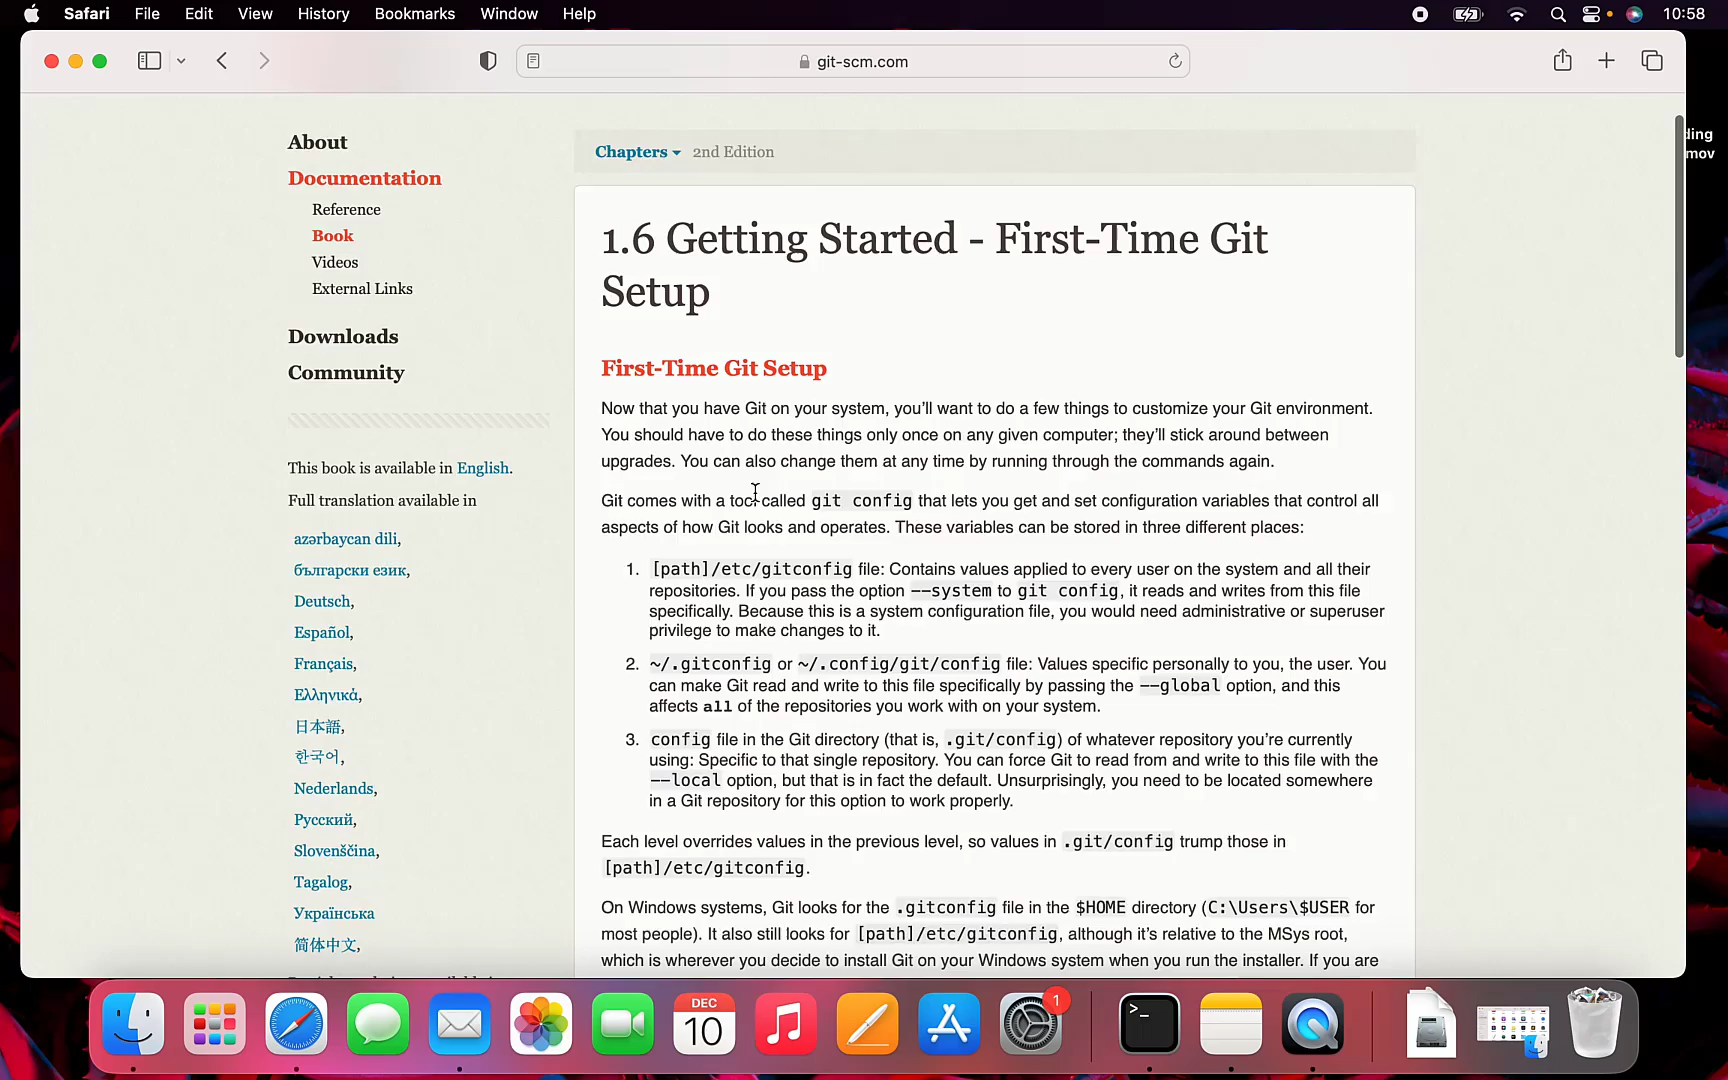 Safari File Edit View History Bookmarks Window Help 10:58
git-scm.com
ding
mov
About
Documentation
Reference
Book
Videos
External Links
Downloads
Community
This book is available in English.
Full translation available in
azərbaycan dili,
български език,
Deutsch,
Español,
Français,
Ελληνικά,
日本語,
한국어,
Nederlands,
Русский,
Slovenščina,
Tagalog,
Українська
简体中文,
Chapters 2nd Edition
1.6 Getting Started - First-Time Git
Setup
First-Time Git Setup
Now that you have Git on your system, you’ll want to do a few things to customize your Git environment.
You should have to do these things only once on any given computer; they’ll stick around between
upgrades. You can also change them at any time by running through the commands again.
Git comes with a tool called git config that lets you get and set configuration variables that control all
aspects of how Git looks and operates. These variables can be stored in three different places:
1. [path]/etc/gitconfig file: Contains values applied to every user on the system and all their
repositories. If you pass the option --system to git config, it reads and writes from this file
specifically. Because this is a system configuration file, you would need administrative or superuser
privilege to make changes to it.
2. ~/.gitconfig or ~/.config/git/config file: Values specific personally to you, the user. You
can make Git read and write to this file specifically by passing the --global option, and this
affects all of the repositories you work with on your system.
3. config file in the Git directory (that is, .git/config) of whatever repository you’re currently
using: Specific to that single repository. You can force Git to read from and write to this file with the
--local option, but that is in fact the default. Unsurprisingly, you need to be located somewhere
in a Git repository for this option to work properly.
Each level overrides values in the previous level, so values in .git/config trump those in
[path]/etc/gitconfig.
On Windows systems, Git looks for the .gitconfig file in the $HOME directory (C:\Users\$USER for
most people). It also still looks for [path]/etc/gitconfig, although it’s relative to the MSys root,
which is wherever you decide to install Git on your Windows system when you run the installer. If you are
DEC
10
1
>_